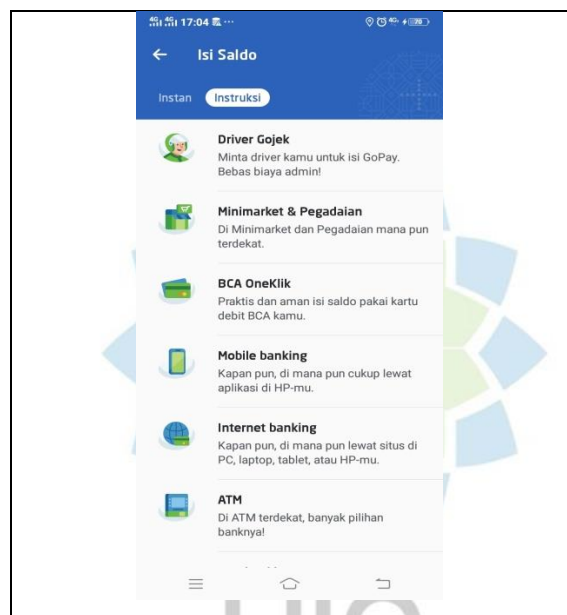 17:04
Isi Saldo
Instan Instruksi
Driver Gojek
Minta driver kamu untuk isi GoPay.
Bebas biaya admin!
Minimarket & Pegadaian
Di Minimarket dan Pegadaian mana pun
terdekat.
BCA OneKlik
Praktis dan aman isi saldo pakai kartu
debit BCA kamu.
Mobile banking
Kapan pun, di mana pun cukup lewat
aplikasi di HP-mu.
Internet banking
Kapan pun, di mana pun lewat situs di
PC, laptop, tablet, atau HP-mu.
ATM
Di ATM terdekat, banyak pilihan
banknya!